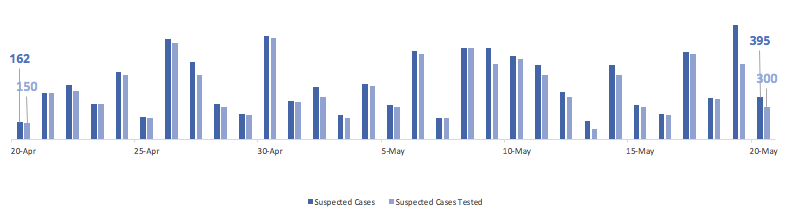 395
162
300
150
20-Apr 25-Apr 30-Apr 5-May 10-May 15-May 20-May
Suspected Cases Suspected Cases Tested